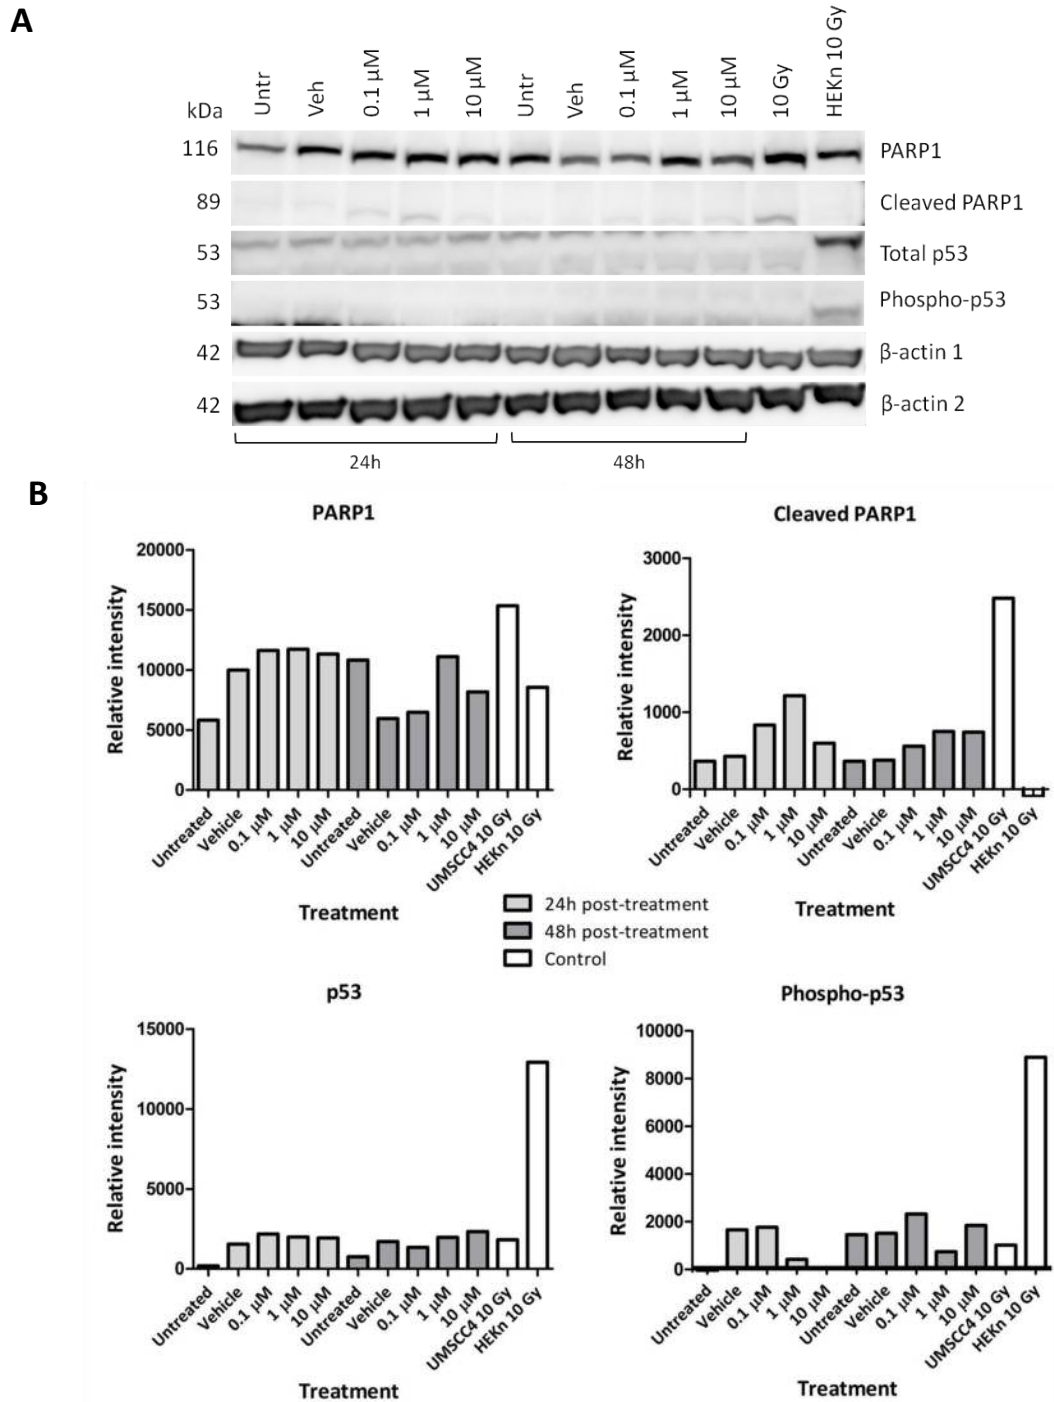 A
kDa
Untr
Veh
0.1 µM
1 µM
10 µM
Untr
Veh
0.1 µM
1 µM
10 µM
10 Gy
HEKn 10 Gy
116 PARP1
89 Cleaved PARP1
53 Total p53
53 Phospho-p53
42 β-actin 1
42 β-actin 2
24h 48h
B
PARP1
Relative intensity
20000
15000
10000
5000
0
Untreated
Vehicle
0.1 µM
1 µM
10 µM
Untreated
Vehicle
0.1 µM
1 µM
10 µM
UMSCC4 10 Gy
HEKn 10 Gy
Treatment
Cleaved PARP1
Relative intensity
3000
2000
1000
0
Untreated
Vehicle
0.1 µM
1 µM
10 µM
Untreated
Vehicle
0.1 µM
1 µM
10 µM
UMSCC4 10 Gy
HEKn 10 Gy
Treatment
24h post-treatment
48h post-treatment
Control
p53
Relative intensity
15000
10000
5000
0
Untreated
Vehicle
0.1 µM
1 µM
10 µM
Untreated
Vehicle
0.1 µM
1 µM
10 µM
UMSCC4 10 Gy
HEKn 10 Gy
Treatment
Phospho-p53
Relative intensity
10000
8000
6000
4000
2000
0
Untreated
Vehicle
0.1 µM
1 µM
10 µM
Untreated
Vehicle
0.1 µM
1 µM
10 µM
UMSCC4 10 Gy
HEKn 10 Gy
Treatment